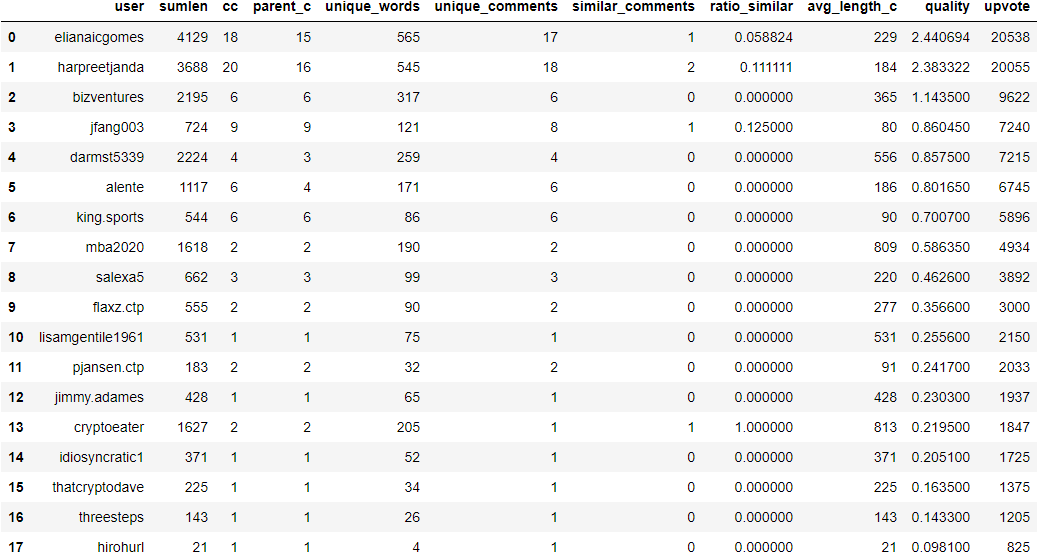 user sumlen cc parent_c unique_words unique_comments similar_comments ratio_similar avg_length_c quality upvote
0 elianaicgomes 4129 18 15 565 17 1 0.058824 229 2.440694 20538
1 harpreetjanda 3688 20 16 545 18 2 0.111111 184 2.383322 20055
2 bizventures 2195 6 6 317 6 0 0.000000 365 1.143500 9622
3 jfang003 724 9 9 121 8 1 0.125000 80 0.860450 7240
4 darmst5339 2224 4 3 259 4 0 0.000000 556 0.857500 7215
5 alente 1117 6 4 171 6 0 0.000000 186 0.801650 6745
6 king.sports 544 6 6 86 6 0 0.000000 90 0.700700 5896
7 mba2020 1618 2 2 190 2 0 0.000000 809 0.586350 4934
8 salexa5 662 3 3 99 3 0 0.000000 220 0.462600 3892
9 flaxz.ctp 555 2 2 90 2 0 0.000000 277 0.356600 3000
10 lisamgentile1961 531 1 1 75 1 0 0.000000 531 0.255600 2150
11 pjansen.ctp 183 2 2 32 2 0 0.000000 91 0.241700 2033
12 jimmy.adames 428 1 1 65 1 0 0.000000 428 0.230300 1937
13 cryptoeater 1627 2 2 205 1 1 1.000000 813 0.219500 1847
14 idiosyncratic1 371 1 1 52 1 0 0.000000 371 0.205100 1725
15 thatcryptodave 225 1 1 34 1 0 0.000000 225 0.163500 1375
16 threesteps 143 1 1 26 1 0 0.000000 143 0.143300 1205
17 hirohurl 21 1 1 4 1 0 0.000000 21 0.098100 825